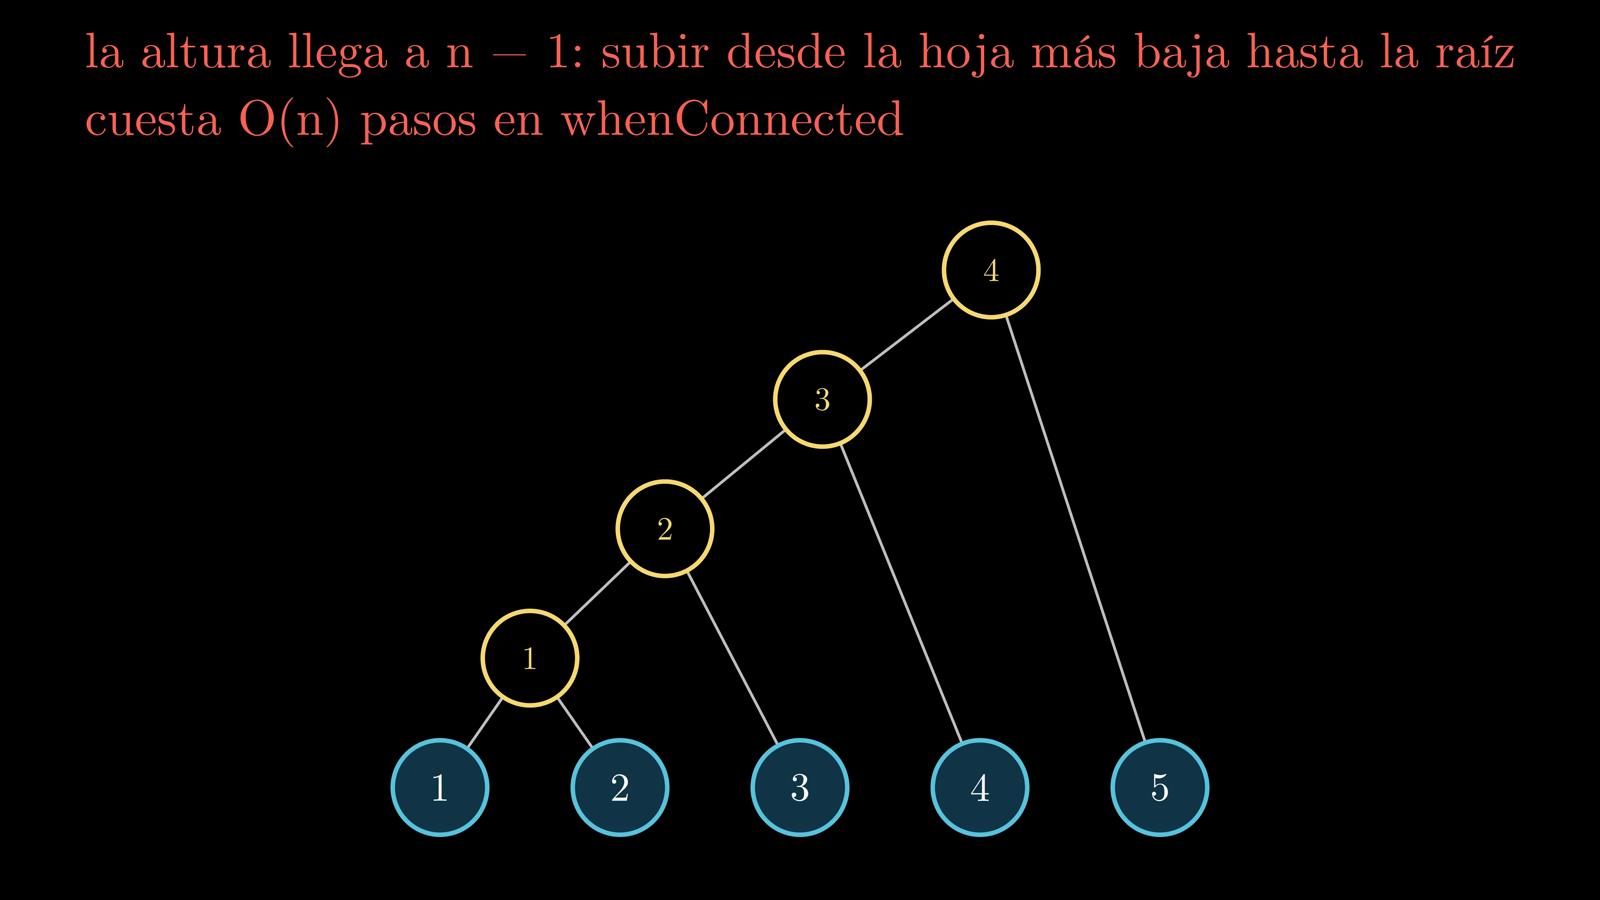 la altura llega a n − 1: subir desde la hoja más baja hasta la raíz
cuesta O(n) pasos en whenConnected
4
3
2
1
1 2 3 4 5